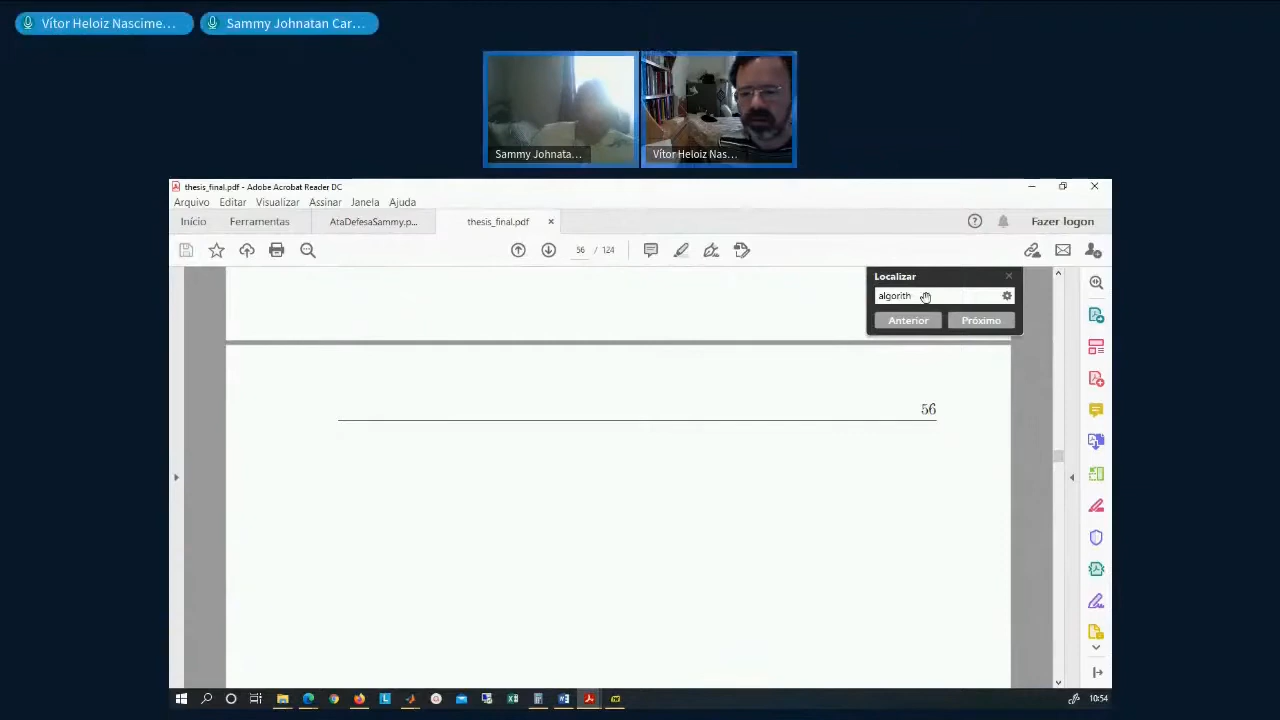 Vítor Heloiz Nascime...
Sammy Johnatan Car...
Sammy Johnata...
Vítor Heloiz Nas...
thesis_final.pdf - Adobe Acrobat Reader DC
Arquivo Editar Visualizar Assinar Janela Ajuda
Início Ferramentas AtaDefesaSammy.p... thesis_final.pdf × Fazer logon
56 / 124
Localizar
algorith
Anterior Próximo
56
10:54